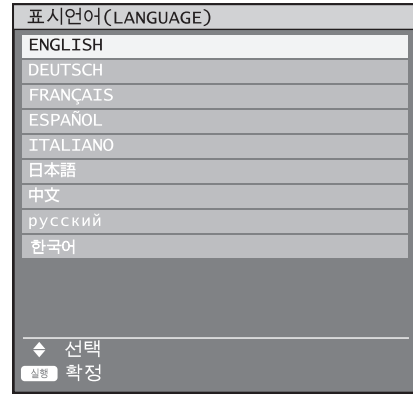 표시언어(LANGUAGE)
ENGLISH
DEUTSCH
FRANÇAIS
ESPAÑOL
ITALIANO
日本語
中文
русский
한국어
선택
실행 확정